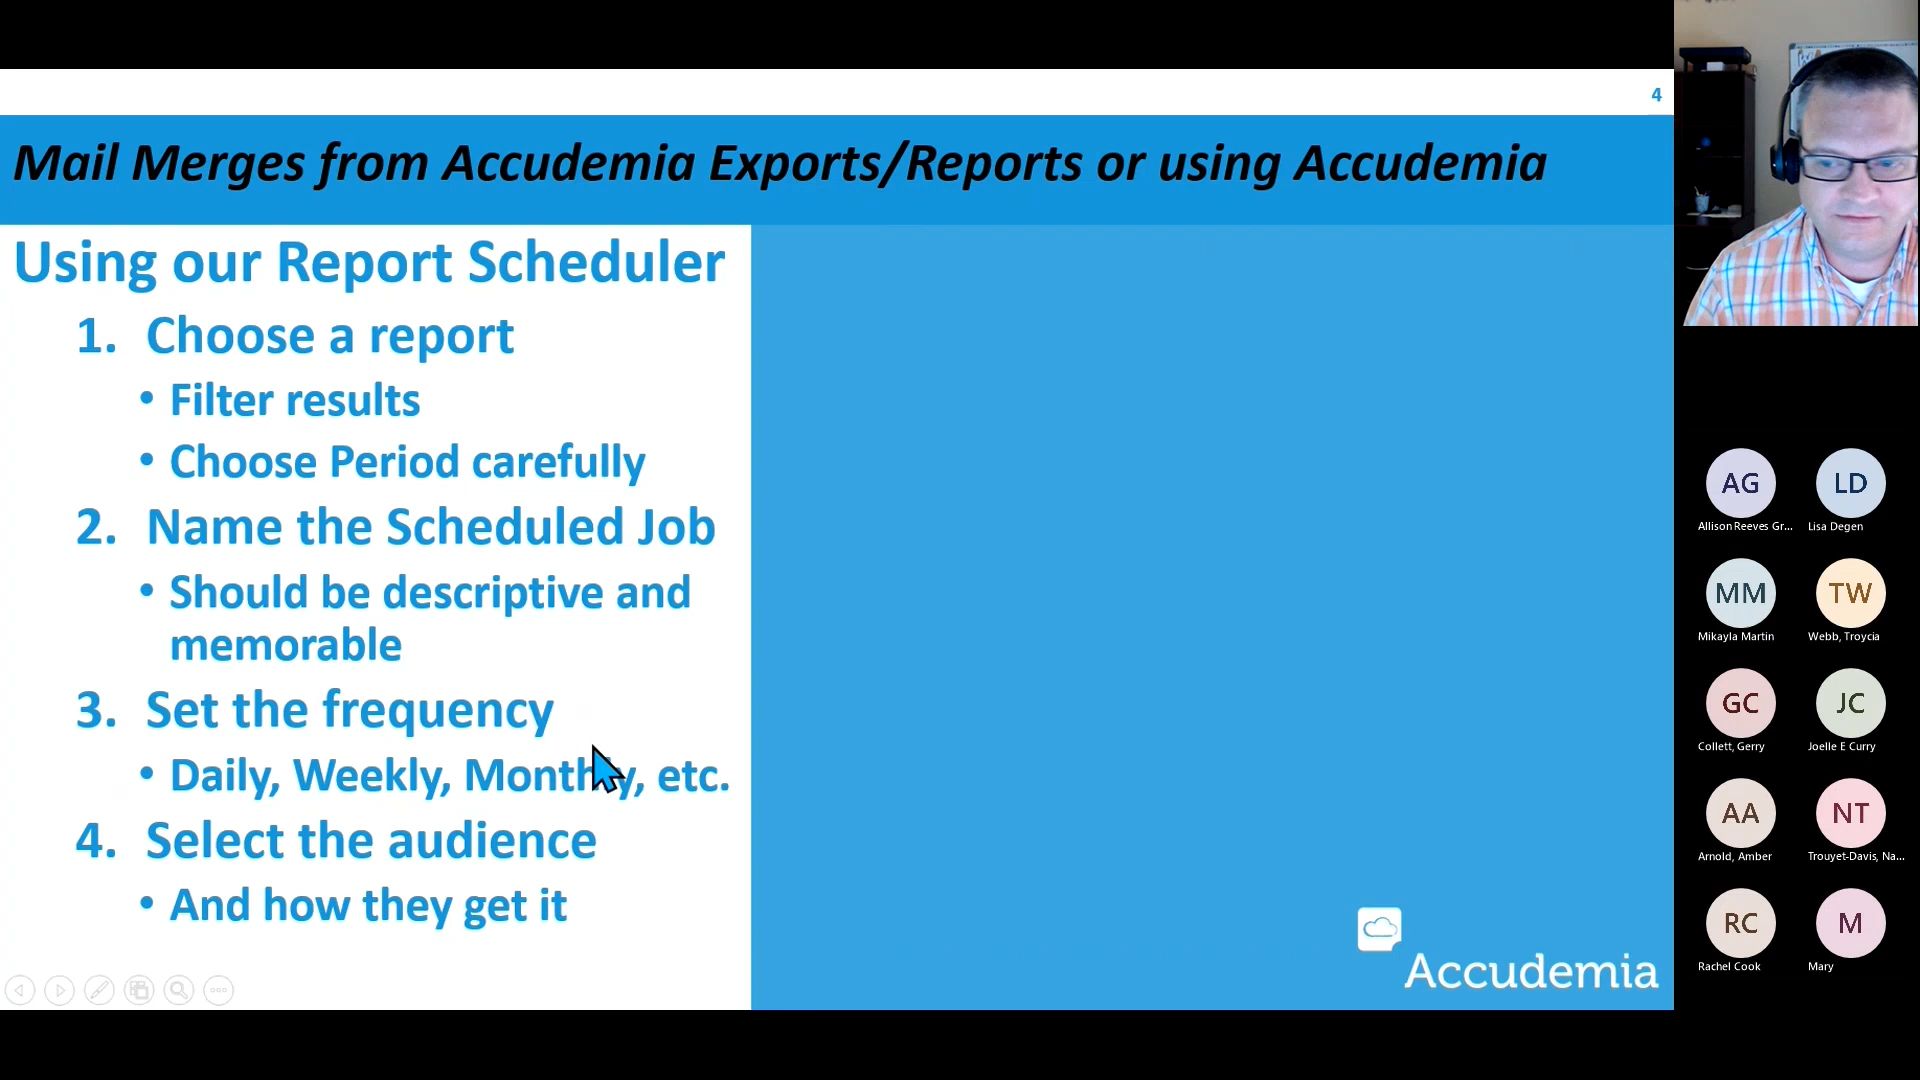 4
Mail Merges from Accudemia Exports/Reports or using Accudemia
Using our Report Scheduler
1. Choose a report
• Filter results
• Choose Period carefully
2. Name the Scheduled Job
• Should be descriptive and
memorable
3. Set the frequency
• Daily, Weekly, Monthly, etc.
4. Select the audience
• And how they get it
Accudemia
AG
LD
Allison Reeves Gr...
Lisa Degen
MM
TW
Mikayla Martin
Webb, Troycia
GC
JC
Collett, Gerry
Joelle E Curry
AA
NT
Arnold, Amber
Trouyet-Davis, Na...
RC
M
Rachel Cook
Mary